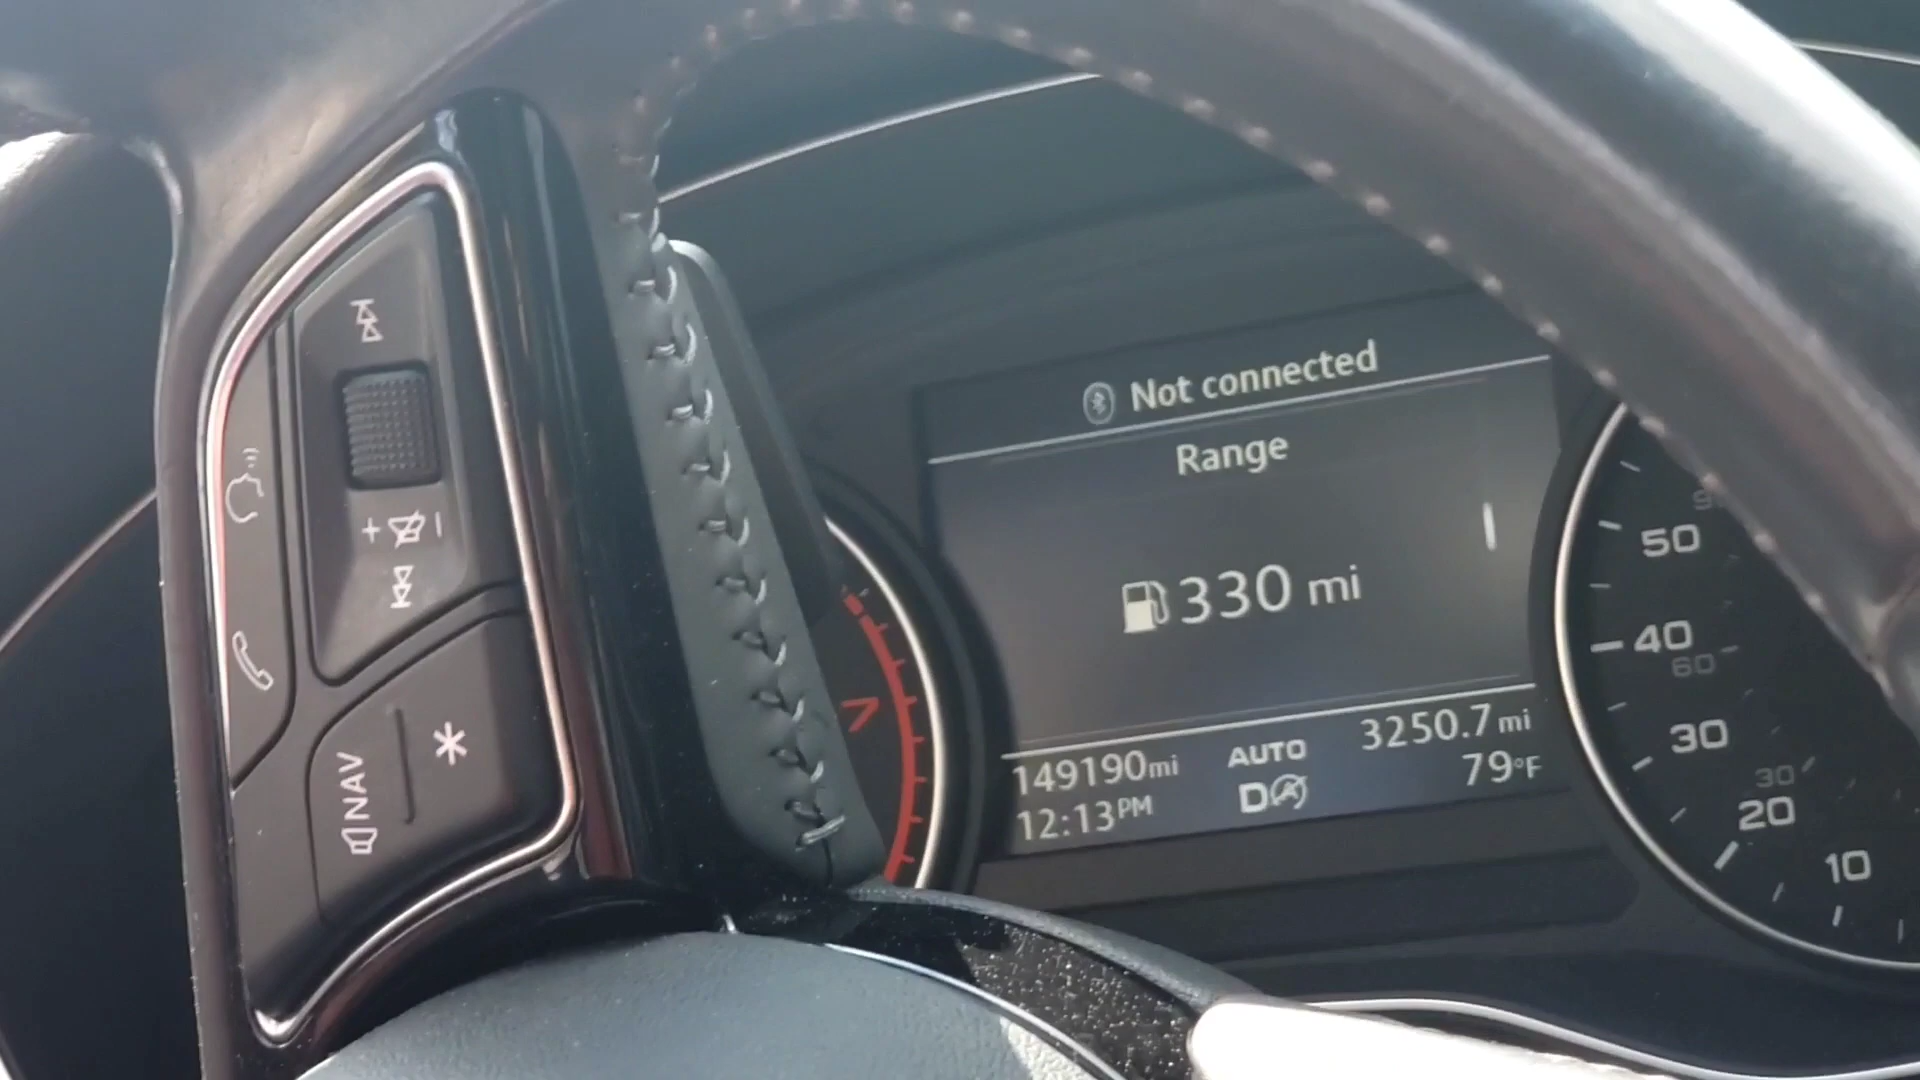 Not connected
Range
330 mi
149190mi AUTO 3250.7mi
12:13PM D 79°F
+ -
NAV
*
7
50
40
60
30
30
20
10